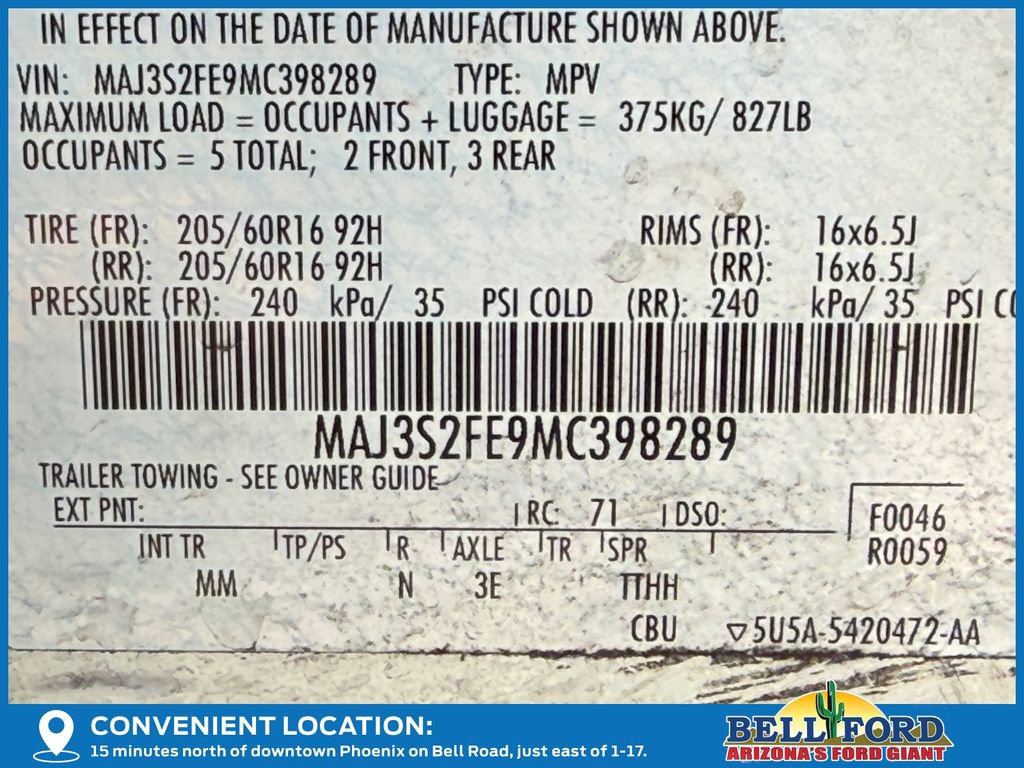 IN EFFECT ON THE DATE OF MANUFACTURE SHOWN ABOVE.
VIN: MAJ3S2FE9MC398289 TYPE: MPV
MAXIMUM LOAD = OCCUPANTS + LUGGAGE = 375KG/ 827LB
OCCUPANTS = 5 TOTAL; 2 FRONT, 3 REAR
TIRE (FR): 205/60R16 92H RIMS (FR): 16x6.5J
(RR): 205/60R16 92H (RR): 16x6.5J
PRESSURE (FR): 240 kPa/ 35 PSI COLD (RR): 240 kPa/ 35 PSI
MAJ3S2FE9MC398289
TRAILER TOWING - SEE OWNER GUIDE
EXT PNT: RC: 71 DSO: F0046
INT TR TP/PS R AXLE TR SPR R0059
MM N 3E TTHH
CBU ▽5U5A-5420472-AA
CONVENIENT LOCATION:
15 minutes north of downtown Phoenix on Bell Road, just east of 1-17.
BELL FORD
ARIZONA'S FORD GIANT